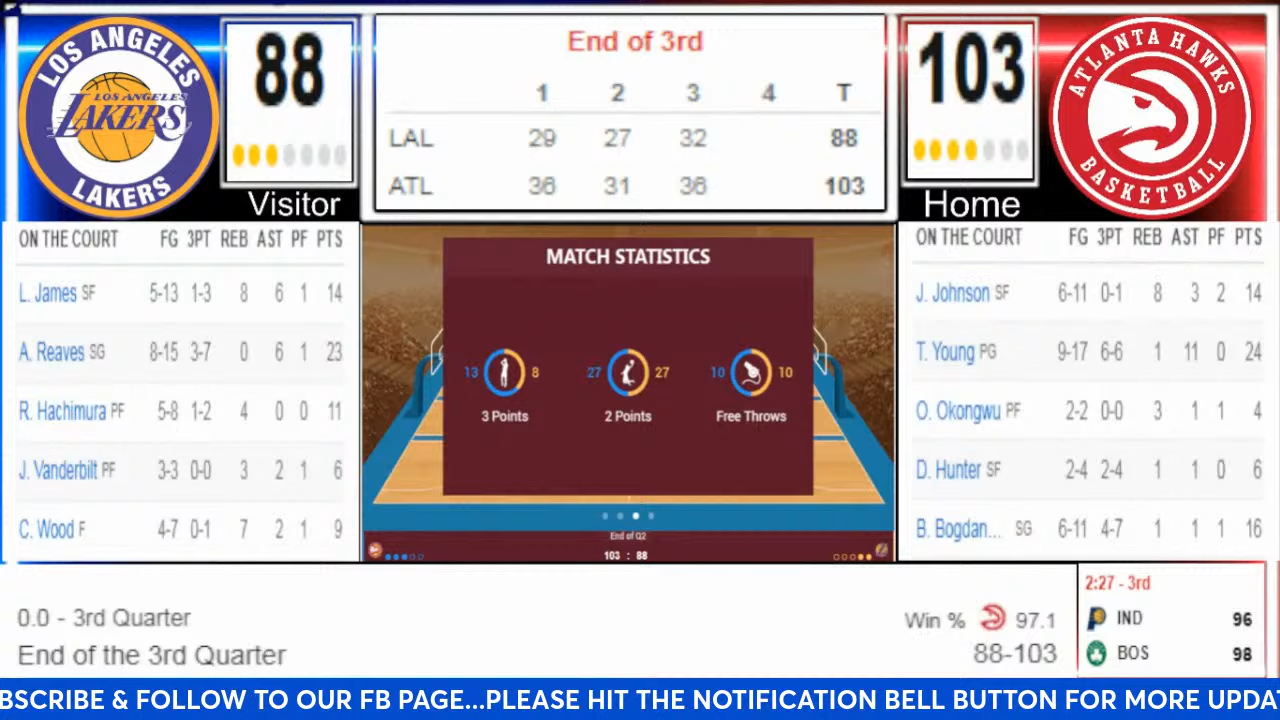 LOS ANGELES
LOS ANGELES
LAKERS
LAKERS
88
Visitor
End of 3rd
1 2 3 4 T
LAL 29 27 32 88
ATL 36 31 36 103
103
Home
ATLANTA HAWKS
BASKETBALL
ON THE COURT FG 3PT REB AST PF PTS
L. James SF 5-13 1-3 8 6 1 14
A. Reaves SG 8-15 3-7 0 6 1 23
R. Hachimura PF 5-8 1-2 4 0 0 11
J. Vanderbilt PF 3-3 0-0 3 2 1 6
C. Wood F 4-7 0-1 7 2 1 9
MATCH STATISTICS
13 8
3 Points
27 27
2 Points
10 10
Free Throws
End of Q2
103 : 88
ON THE COURT FG 3PT REB AST PF PTS
J. Johnson SF 6-11 0-1 8 3 2 14
T. Young PG 9-17 6-6 1 11 0 24
O. Okongwu PF 2-2 0-0 3 1 1 4
D. Hunter SF 2-4 2-4 1 1 0 6
B. Bogdan... SG 6-11 4-7 1 1 1 16
0.0 - 3rd Quarter
End of the 3rd Quarter
Win % 97.1
88-103
2:27 - 3rd
IND 96
BOS 98
BSCRIBE & FOLLOW TO OUR FB PAGE...PLEASE HIT THE NOTIFICATION BELL BUTTON FOR MORE UPDA